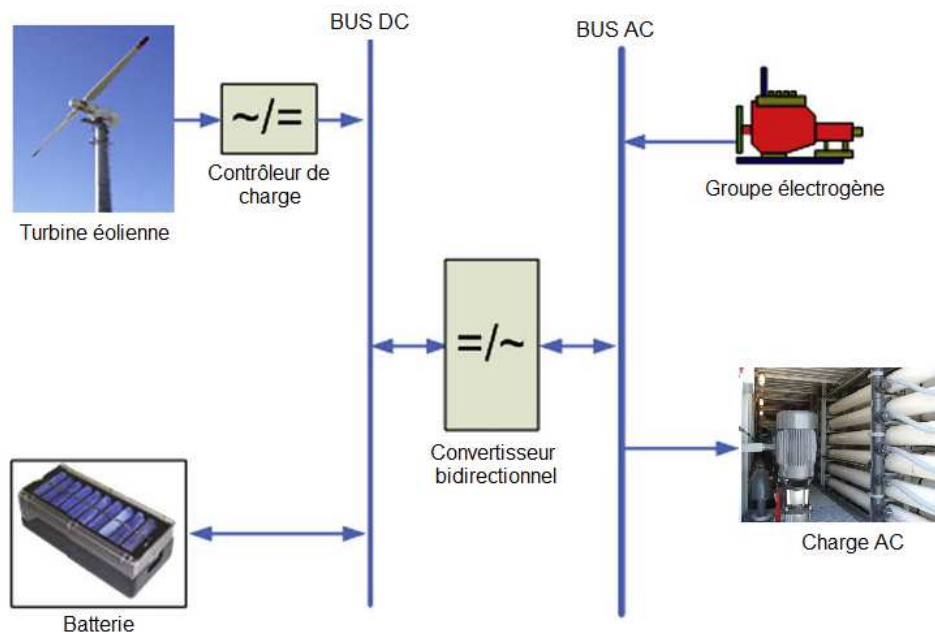 BUS DC
BUS AC
~/=
Contrôleur de
charge
Turbine éolienne
Groupe électrogène
=/~
Convertisseur
bidirectionnel
Charge AC
Batterie